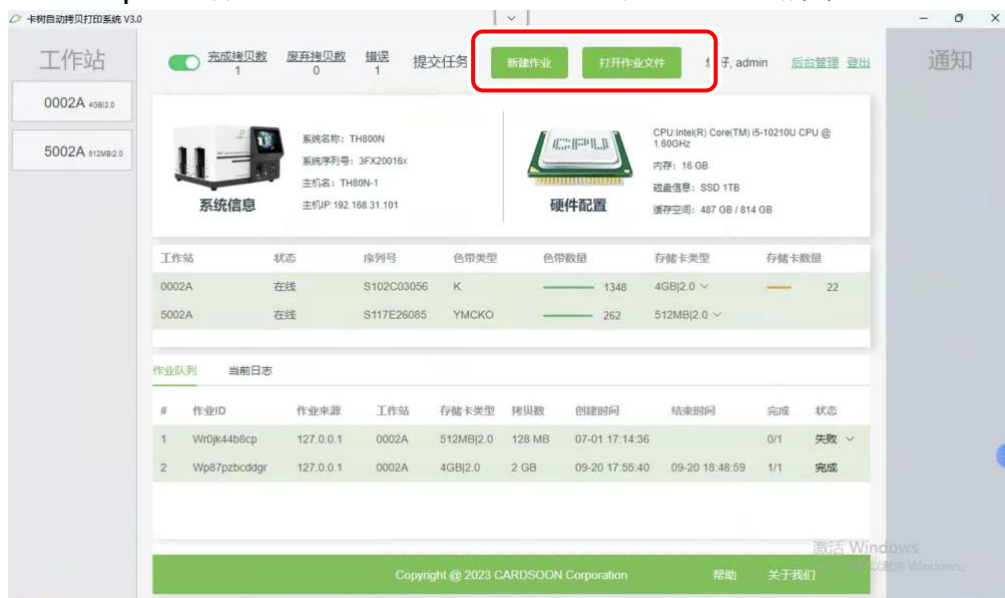 卡树自动拷贝打印系统 V3.0
工作站
完成拷贝数 1
废弃拷贝数 0
错误 1
提交任务
新建作业
打开作业文件
好, admin
后台管理 登出
通知
0002A 4GB|2.0
5002A 512MB|2.0
系统信息
系统名称：TH800N
系统序列号：3FX20016x
主机名：TH80N-1
主机IP:192.168.31.101
硬件配置
CPU:Intel(R) Core(TM) i5-10210U CPU @
1.60GHz
内存：16 GB
磁盘信息：SSD 1TB
缓存空间：487 GB / 814 GB
工作站 状态 序列号 色带类型 色带数量 存储卡类型 存储卡数量
0002A 在线 S102C03056 K 1348 4GB|2.0 22
5002A 在线 S117E26085 YMCKO 262 512MB|2.0
作业队列 当前日志
# 作业ID 作业来源 工作站 存储卡类型 拷贝数 创建时间 结束时间 完成 状态
1 Wr0jk44b8cp 127.0.0.1 0002A 512MB|2.0 128 MB 07-01 17:14:36 0/1 失败
2 Wp87pzbcddgr 127.0.0.1 0002A 4GB|2.0 2 GB 09-20 17:55:40 09-20 18:48:59 1/1 完成
激活 Windows
以激活 Windows。
Copyright @ 2023 CARDSOON Corporation 帮助 关于我们